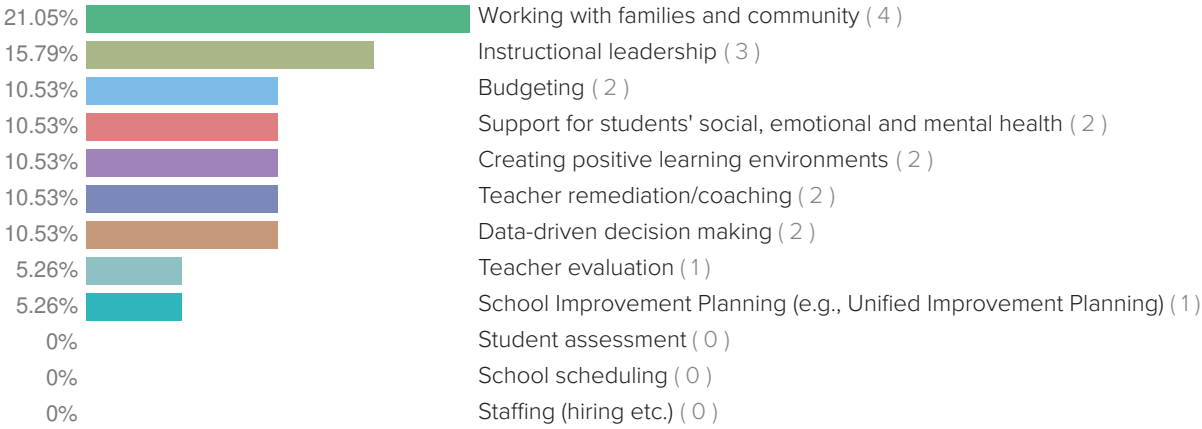 21.05% Working with families and community ( 4 )
15.79% Instructional leadership ( 3 )
10.53% Budgeting ( 2 )
10.53% Support for students' social, emotional and mental health ( 2 )
10.53% Creating positive learning environments ( 2 )
10.53% Teacher remediation/coaching ( 2 )
10.53% Data-driven decision making ( 2 )
5.26% Teacher evaluation ( 1 )
5.26% School Improvement Planning (e.g., Unified Improvement Planning) ( 1 )
0% Student assessment ( 0 )
0% School scheduling ( 0 )
0% Staffing (hiring etc.) ( 0 )